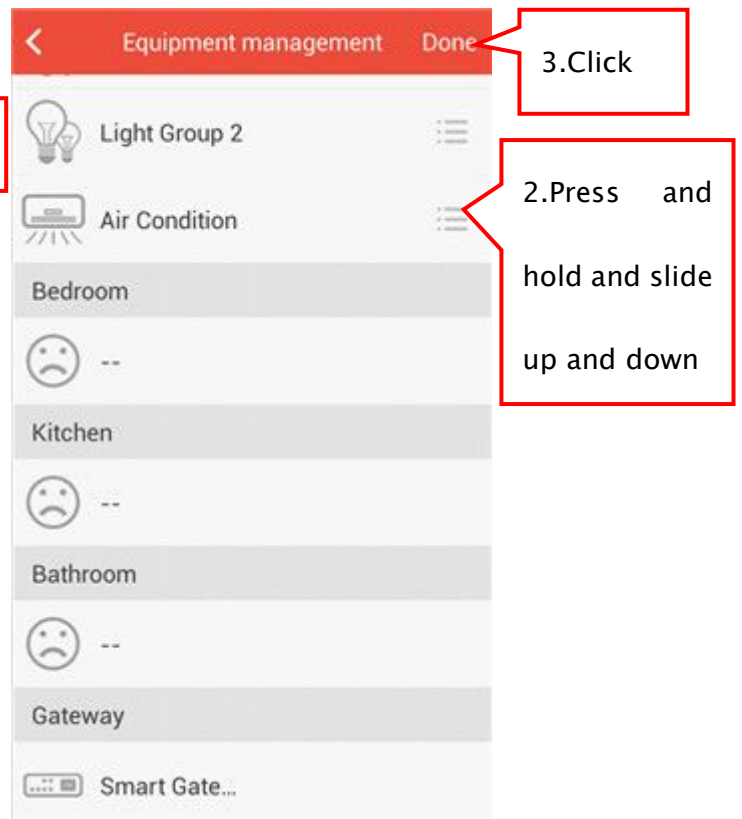 Equipment management Done
3.Click
Light Group 2
Air Condition
2.Press and
hold and slide
up and down
Bedroom
--
Kitchen
--
Bathroom
--
Gateway
Smart Gate...